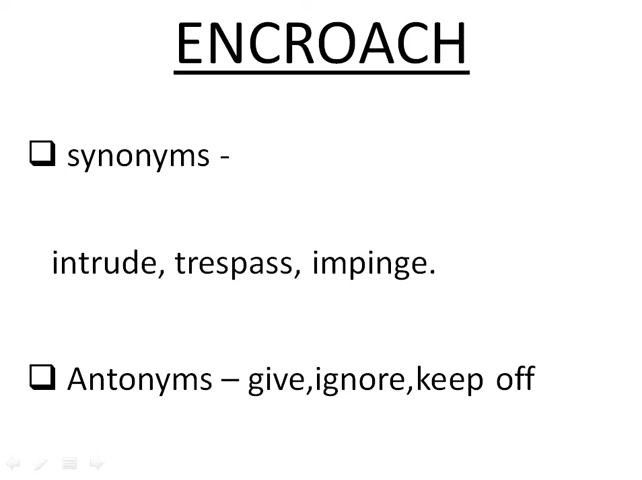 ENCROACH
synonyms -
intrude, trespass, impinge.
Antonyms – give,ignore,keep off